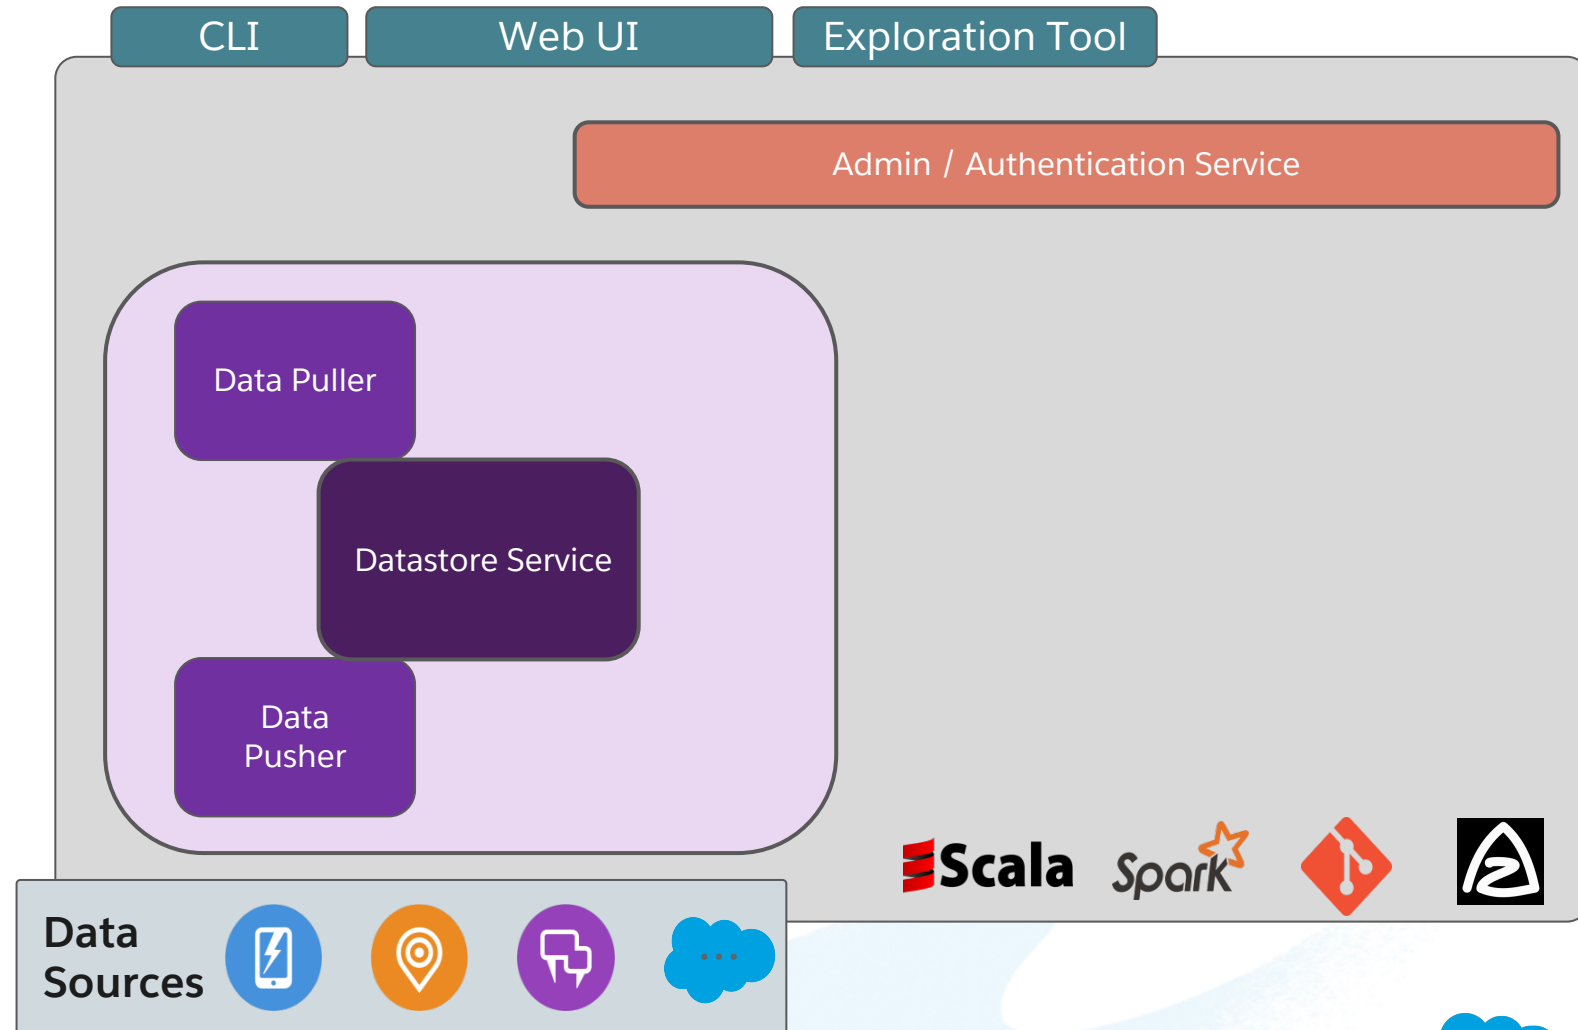 CLI
Web UI
Exploration Tool
Admin / Authentication Service
Data Puller
Datastore Service
Data
Pusher
Scala
Spark
Data
Sources
...